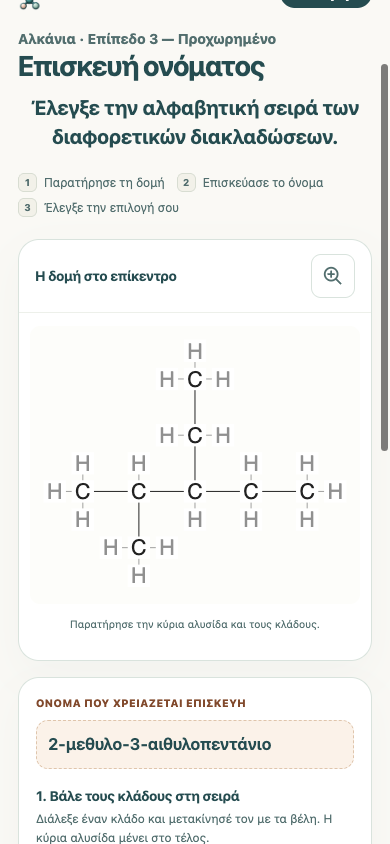 Αλκάνια · Επίπεδο 3 — Προχωρημένο
Επισκευή ονόματος
Έλεγξε την αλφαβητική σειρά των
διαφορετικών διακλαδώσεων.
1 Παρατήρησε τη δομή 2 Επισκεύασε το όνομα
3 Έλεγξε την επιλογή σου
Η δομή στο επίκεντρο
H
H C H
H C H
H H H H
H C C C C C H
H H H H
H C H
H
Παρατήρησε την κύρια αλυσίδα και τους κλάδους.
ΟΝΟΜΑ ΠΟΥ ΧΡΕΙΑΖΕΤΑΙ ΕΠΙΣΚΕΥΗ
2-μεθυλο-3-αιθυλοπεντάνιο
1. Βάλε τους κλάδους στη σειρά
Διάλεξε έναν κλάδο και μετακίνησέ τον με τα βέλη. Η
κύρια αλυσίδα μένει στο τέλος.